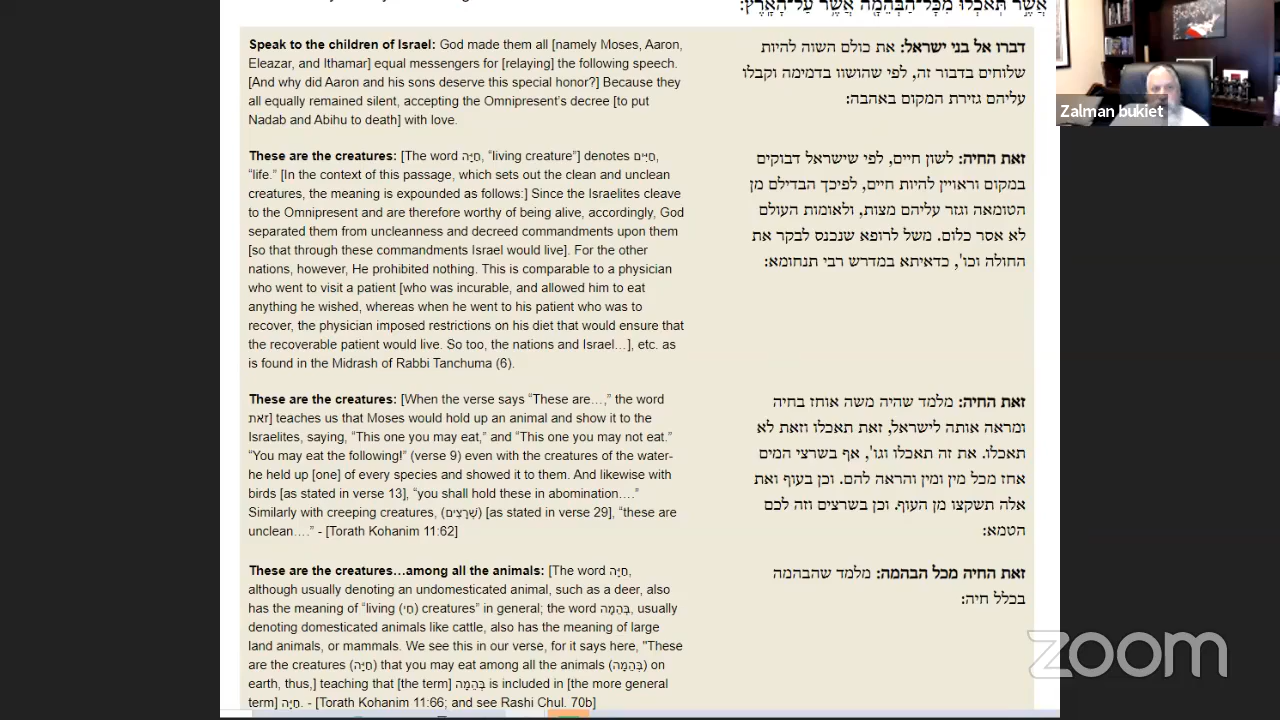 אֲשֶׁ֣ר תֹּֽאכְל֔וּ מִכָּל־הַבְּהֵמָ֖ה אֲשֶׁ֥ר עַל־הָאָֽרֶץ:
Speak to the children of Israel: God made them all [namely Moses, Aaron,
Eleazar, and Ithamar] equal messengers for [relaying] the following speech.
[And why did Aaron and his sons deserve this special honor?] Because they
all equally remained silent, accepting the Omnipresent's decree [to put
Nadab and Abihu to death] with love.
דברו אל בני ישראל: את כולם השוה להיות
שלוחים בדבור זה, לפי שהושוו בדמימה וקבלו
עליהם גזירת המקום באהבה:
These are the creatures: [The word חַיָּה, “living creature”] denotes חַיִּים,
“life.” [In the context of this passage, which sets out the clean and unclean
creatures, the meaning is expounded as follows:] Since the Israelites cleave
to the Omnipresent and are therefore worthy of being alive, accordingly, God
separated them from uncleanness and decreed commandments upon them
[so that through these commandments Israel would live]. For the other
nations, however, He prohibited nothing. This is comparable to a physician
who went to visit a patient [who was incurable, and allowed him to eat
anything he wished, whereas when he went to his patient who was to
recover, the physician imposed restrictions on his diet that would ensure that
the recoverable patient would live. So too, the nations and Israel…], etc. as
is found in the Midrash of Rabbi Tanchuma (6).
זאת החיה: לשון חיים, לפי שישראל דבוקים
במקום וראויין להיות חיים, לפיכך הבדילם מן
הטומאה וגזר עליהם מצות, ולאומות העולם
לא אסר כלום. משל לרופא שנכנס לבקר את
החולה וכו', כדאיתא במדרש רבי תנחומא:
These are the creatures: [When the verse says “These are…,” the word
זאת] teaches us that Moses would hold up an animal and show it to the
Israelites, saying, “This one you may eat,” and “This one you may not eat.”
“You may eat the following!” (verse 9) even with the creatures of the water-
he held up [one] of every species and showed it to them. And likewise with
birds [as stated in verse 13], “you shall hold these in abomination….”
Similarly with creeping creatures, (שְׁרָצִים) [as stated in verse 29], “these are
unclean….” - [Torath Kohanim 11:62]
זאת החיה: מלמד שהיה משה אוחז בחיה
ומראה אותה לישראל, זאת תאכלו וזאת לא
תאכלו. את זה תאכלו וגו', אף בשרצי המים
אחז מכל מין ומין והראה להם. וכן בעוף ואת
אלה תשקצו מן העוף. וכן בשרצים וזה לכם
הטמא:
These are the creatures…among all the animals: [The word חַיָּה,
although usually denoting an undomesticated animal, such as a deer, also
has the meaning of “living (חַי) creatures” in general; the word בְּהֵמָה, usually
denoting domesticated animals like cattle, also has the meaning of large
land animals, or mammals. We see this in our verse, for it says here, "These
are the creatures (חַיָּה) that you may eat among all the animals (בְּהֵמָה) on
earth, thus,] teaching that [the term] בְּהֵמָה is included in [the more general
term] חַיָּה. - [Torath Kohanim 11:66; and see Rashi Chul. 70b]
זאת החיה מכל הבהמה: מלמד שהבהמה
בכלל חיה:
Zalman bukiet
zoom